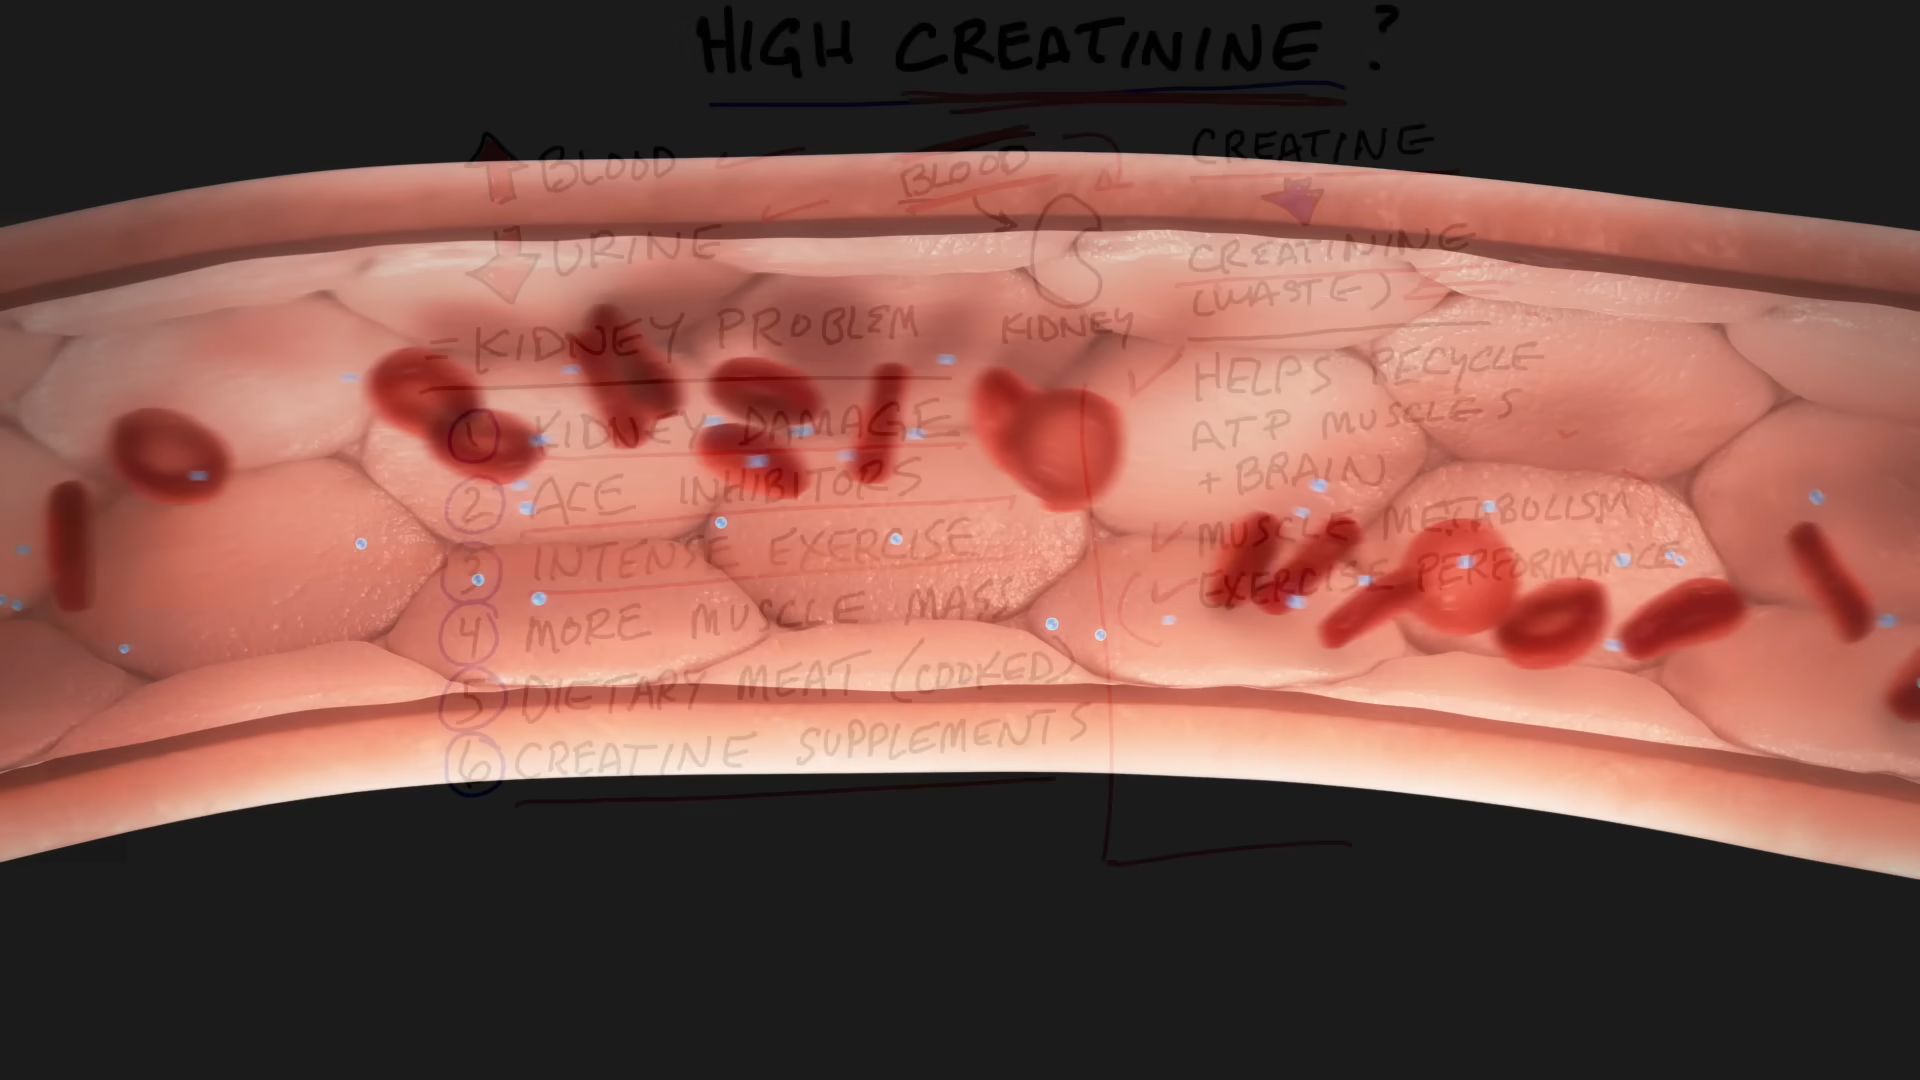 HIGH CREATININE ?
↑ BLOOD
↓ URINE
= KIDNEY PROBLEM
① KIDNEY DAMAGE
② ACE INHIBITORS
③ INTENSE EXERCISE
④ MORE MUSCLE MASS
⑤ DIETARY MEAT (COOKED)
⑥ CREATINE SUPPLEMENTS
BLOOD
KIDNEY
CREATINE
CREATININE
(WASTE)
HELPS RECYCLE
ATP MUSCLES
+ BRAIN
MUSCLE METABOLISM
EXERCISE PERFORMANCE